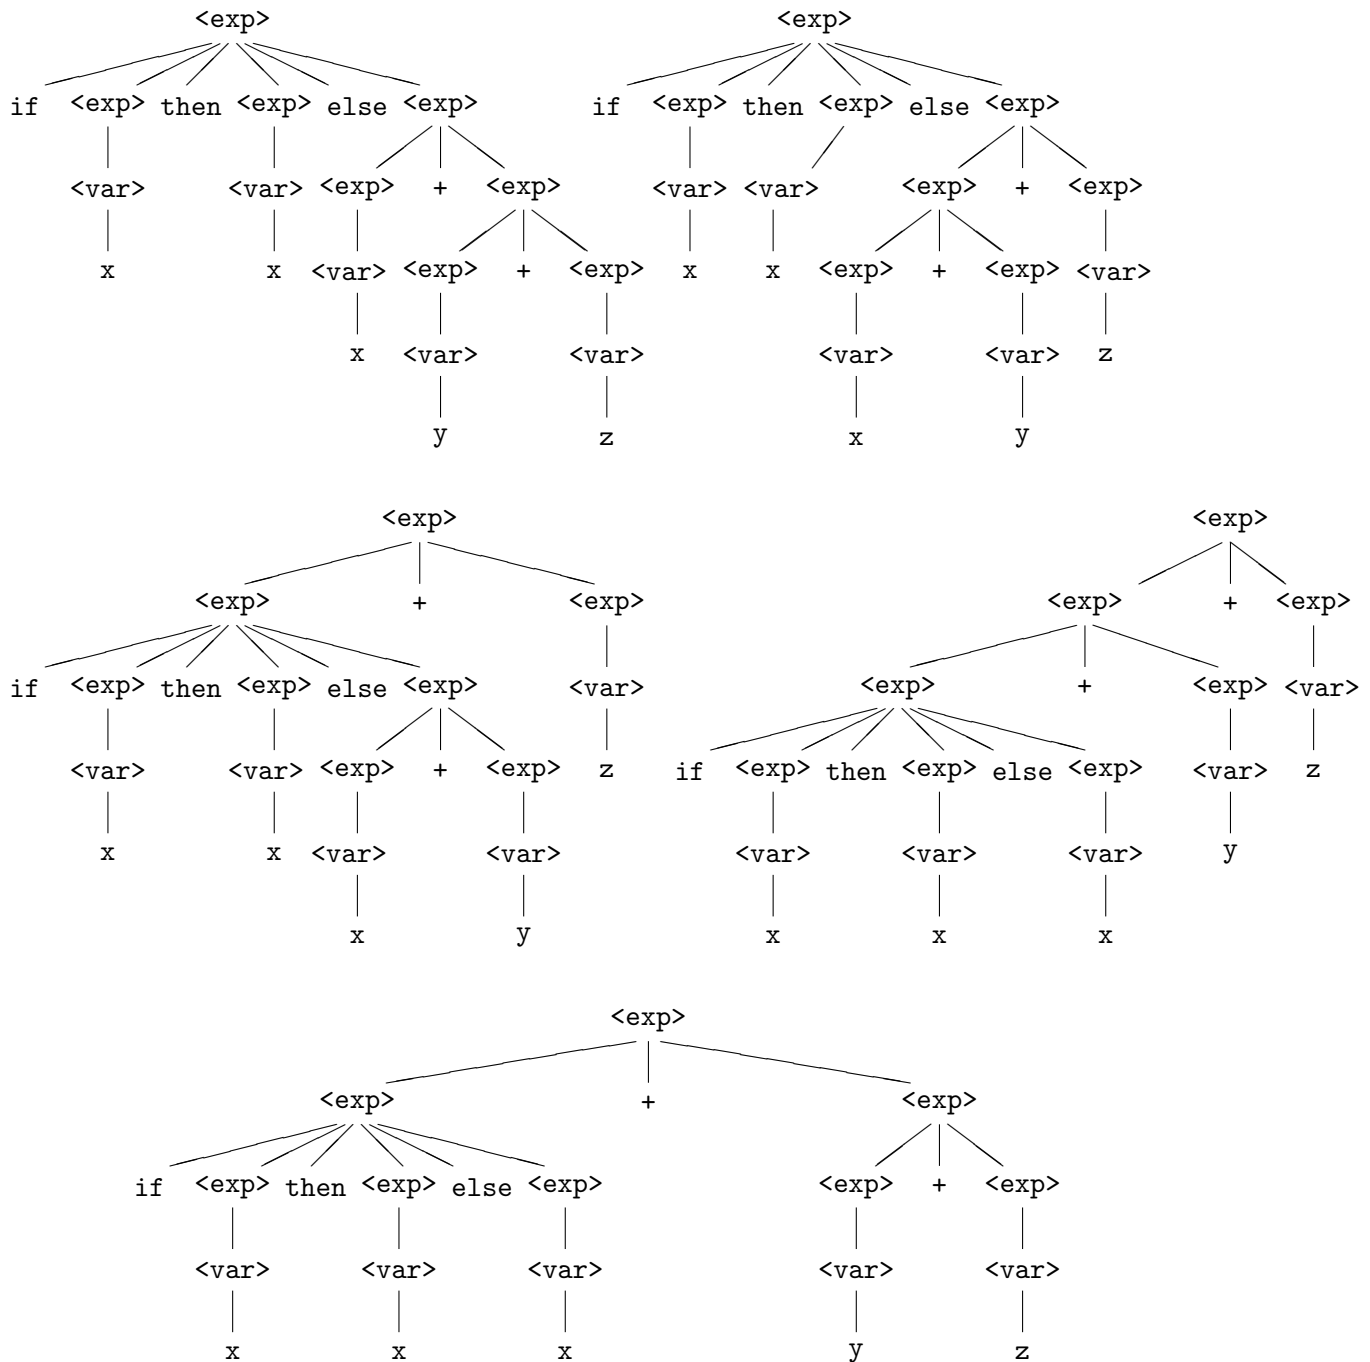 <exp> <exp>
if <exp> then <exp> else <exp> if <exp> then <exp> else <exp>
<var> <var> <exp> + <exp> <var> <var> <exp> + <exp>
x x <var> <exp> + <exp> x x <exp> + <exp> <var>
x <var> <var> <var> <var> z
y z x y
<exp> <exp>
<exp> + <exp> <exp> + <exp>
if <exp> then <exp> else <exp> <var> <exp> + <exp> <var>
<var> <var> <exp> + <exp> z if <exp> then <exp> else <exp> <var> z
x x <var> <var> <var> <var> <var> y
x y x x x
<exp>
<exp> + <exp>
if <exp> then <exp> else <exp> <exp> + <exp>
<var> <var> <var> <var> <var>
x x x y z